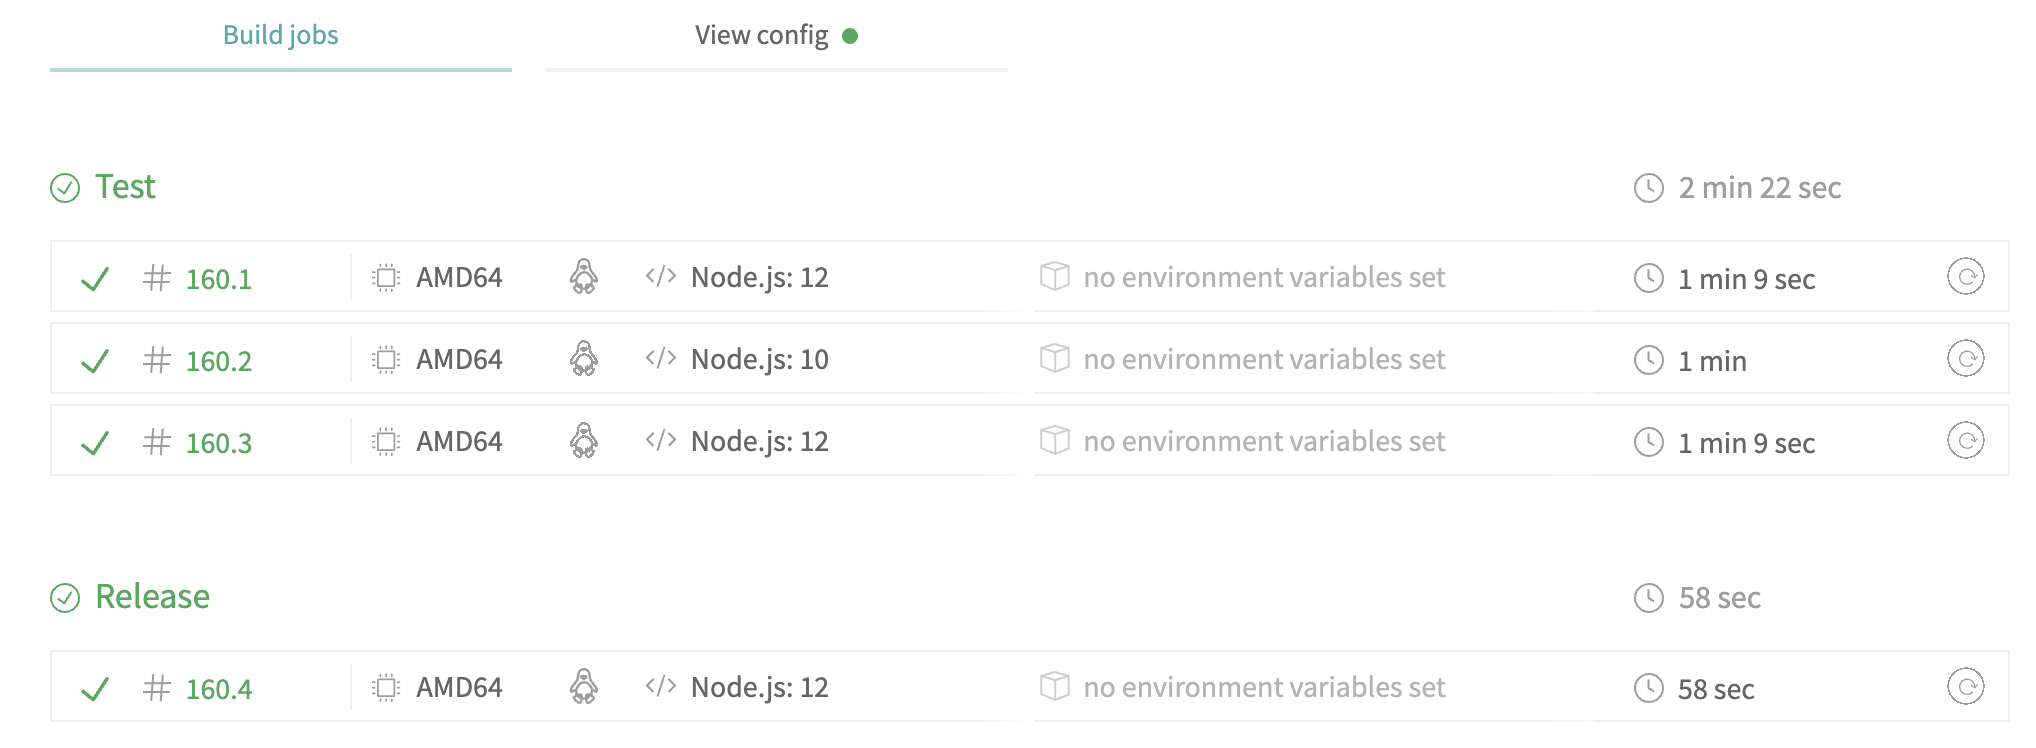 Build jobs View config
Test 2 min 22 sec
# 160.1 AMD64 </> Node.js: 12 no environment variables set 1 min 9 sec
# 160.2 AMD64 </> Node.js: 10 no environment variables set 1 min
# 160.3 AMD64 </> Node.js: 12 no environment variables set 1 min 9 sec
Release 58 sec
# 160.4 AMD64 </> Node.js: 12 no environment variables set 58 sec